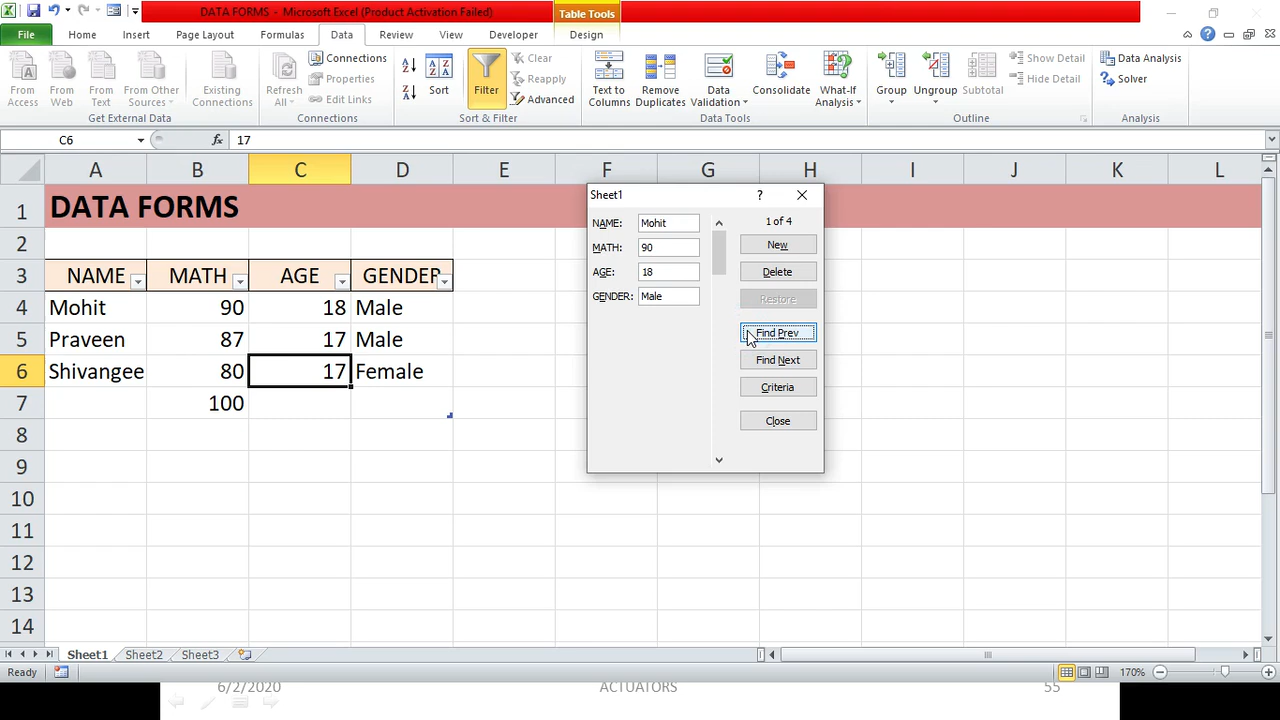 DATA FORMS - Microsoft Excel (Product Activation Failed)
Table Tools
File Home Insert Page Layout Formulas Data Review View Developer Design
From Access
From Web
From Text
From Other Sources
Existing Connections
Get External Data
Refresh All
Connections
Properties
Edit Links
Connections
Sort
Filter
Clear
Reapply
Advanced
Sort & Filter
Text to Columns
Remove Duplicates
Data Validation
Consolidate
What-If Analysis
Data Tools
Group
Ungroup
Subtotal
Show Detail
Hide Detail
Outline
Data Analysis
Solver
Analysis
C6 fx 17
A B C D E F G H I J K L
1 DATA FORMS
2
3 NAME MATH AGE GENDER
4 Mohit 90 18 Male
5 Praveen 87 17 Male
6 Shivangee 80 17 Female
7 100
8
9
10
11
12
13
14
Sheet1 ?
NAME: Mohit
MATH: 90
AGE: 18
GENDER: Male
1 of 4
New
Delete
Restore
Find Prev
Find Next
Criteria
Close
Sheet1 Sheet2 Sheet3
Ready 170%
6/2/2020 ACTUATORS 55